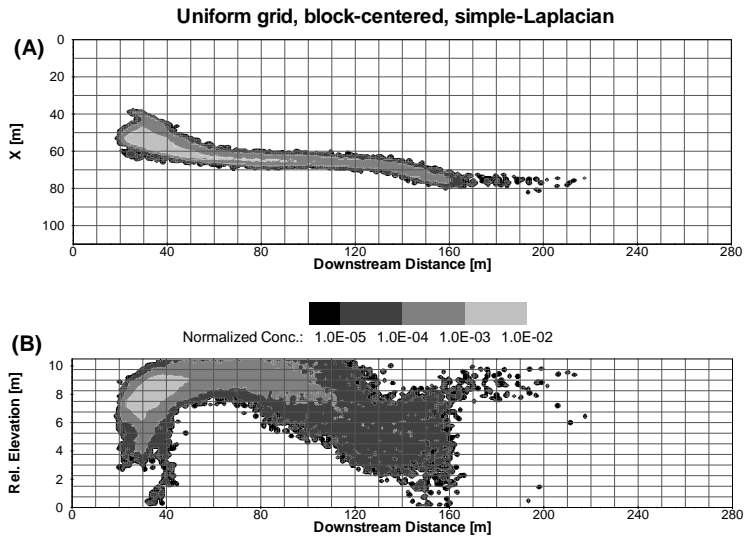 Uniform grid, block-centered, simple-Laplacian
(A)
0
20
40
60
80
100
X [m]
0 40 80 120 160 200 240 280
Downstream Distance [m]
Normalized Conc.: 1.0E-05 1.0E-04 1.0E-03 1.0E-02
(B)
10
8
6
4
2
0
Rel. Elevation [m]
0 40 80 120 160 200 240 280
Downstream Distance [m]